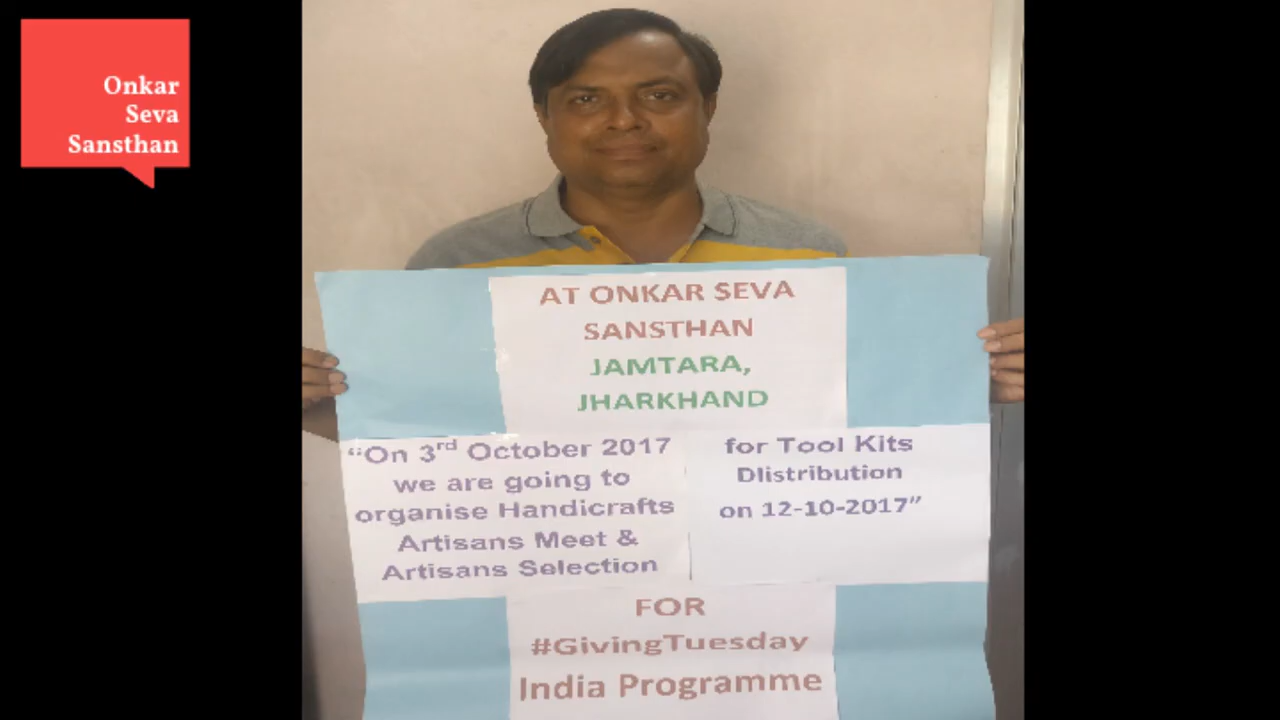 Onkar
Seva
Sansthan
AT ONKAR SEVA
SANSTHAN
JAMTARA,
JHARKHAND
“On 3rd October 2017
we are going to
organise Handicrafts
Artisans Meet &
Artisans Selection
for Tool Kits
DIistribution
on 12-10-2017”
FOR
#GivingTuesday
India Programme